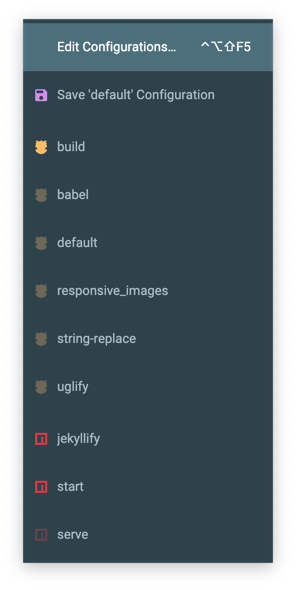 Edit Configurations… ^⌥⇧F5
Save 'default' Configuration
build
babel
default
responsive_images
string-replace
uglify
jekyllify
start
serve